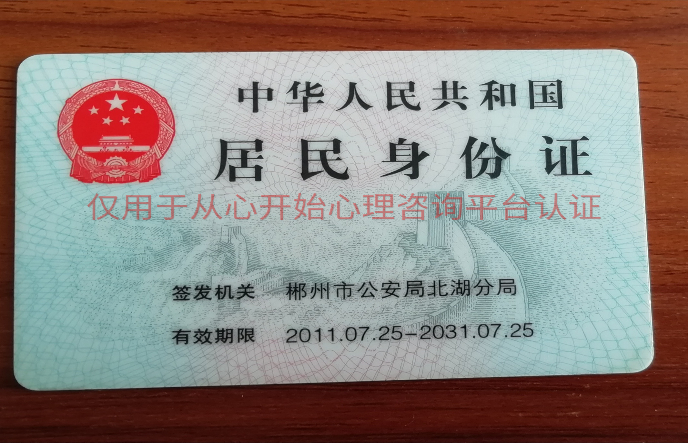 中华人民共和国
居民身份证
仅用于从心开始心理咨询平台认证
签发机关 郴州市公安局北湖分局
有效期限 2011.07.25-2031.07.25